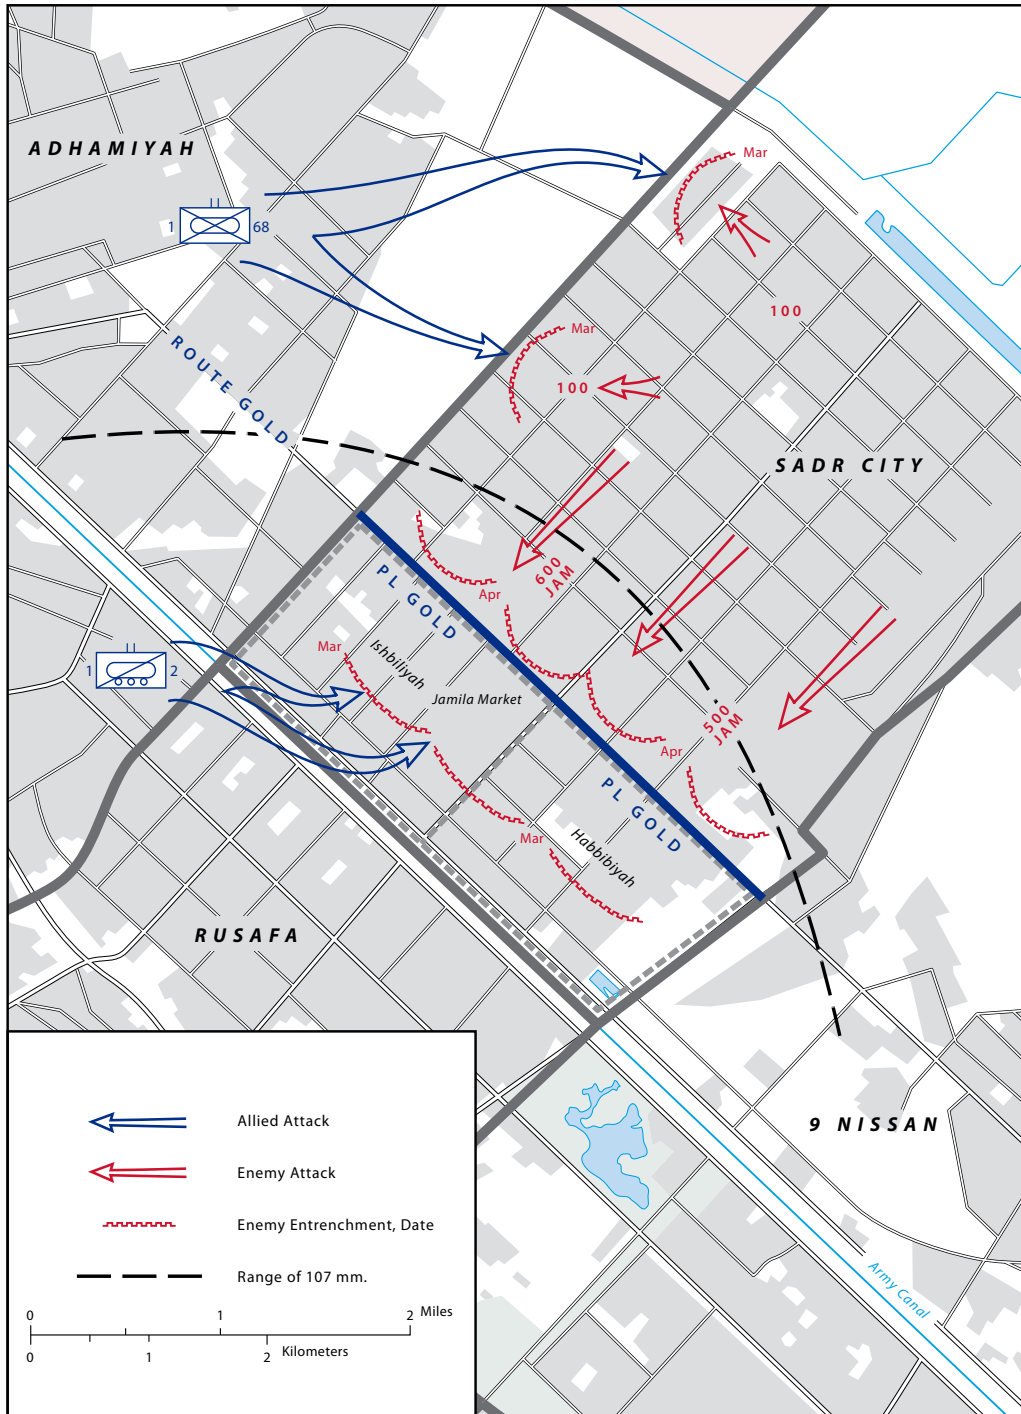 ADHAMIYAH
Mar
1 68
100
ROUTE GOLD
Mar
100
SADR CITY
600
JAM
PL GOLD
Apr
Mar
Ishbiliyah
1 2
Jamila Market
500
JAM
Apr
PL GOLD
Mar
Habbibiyah
RUSAFA
9 NISSAN
Army Canal
Allied Attack
Enemy Attack
Enemy Entrenchment, Date
Range of 107 mm.
0 1 2 Miles
0 1 2 Kilometers